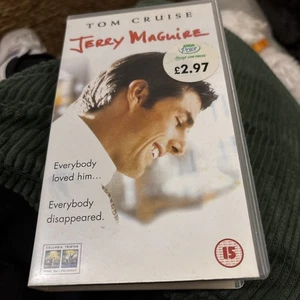 TOM CRUISE
JERRY MAGUIRE
£2.97
Everybody
loved him...
Everybody
disappeared.
15